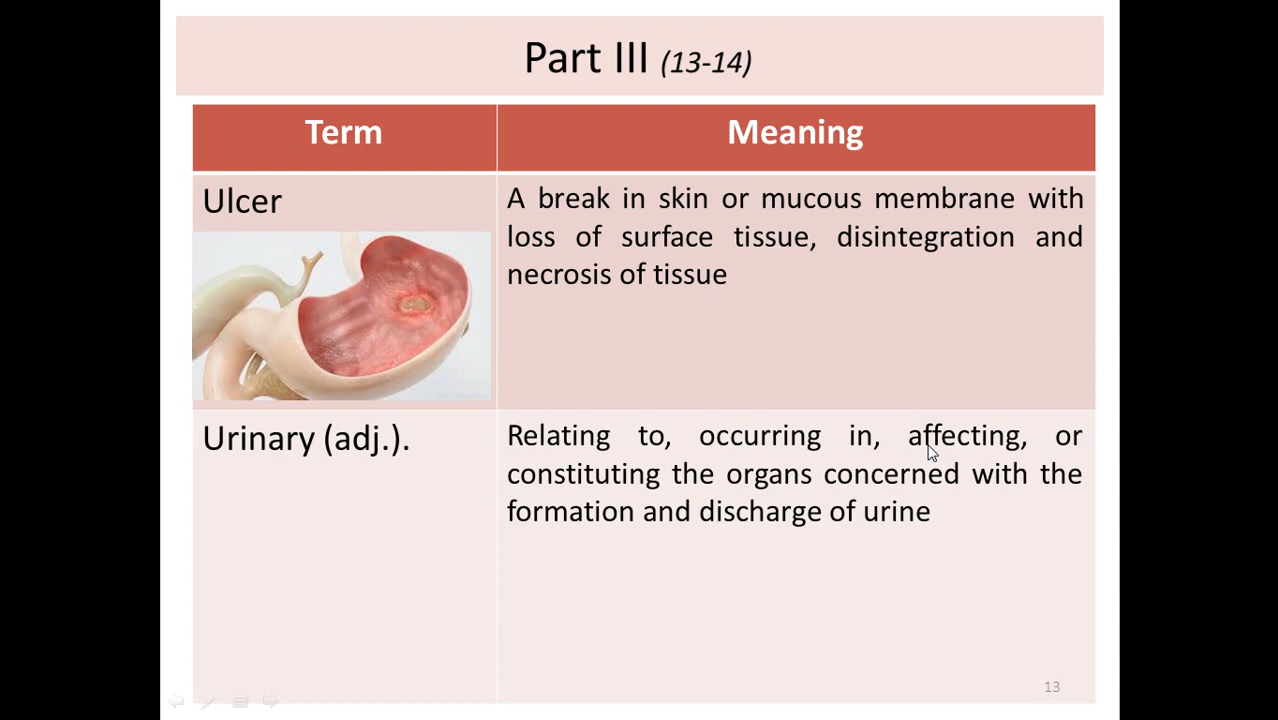 Part III (13-14)
Term
Meaning
Ulcer
A break in skin or mucous membrane with
loss of surface tissue, disintegration and
necrosis of tissue
Urinary (adj.).
Relating to, occurring in, affecting, or
constituting the organs concerned with the
formation and discharge of urine
13